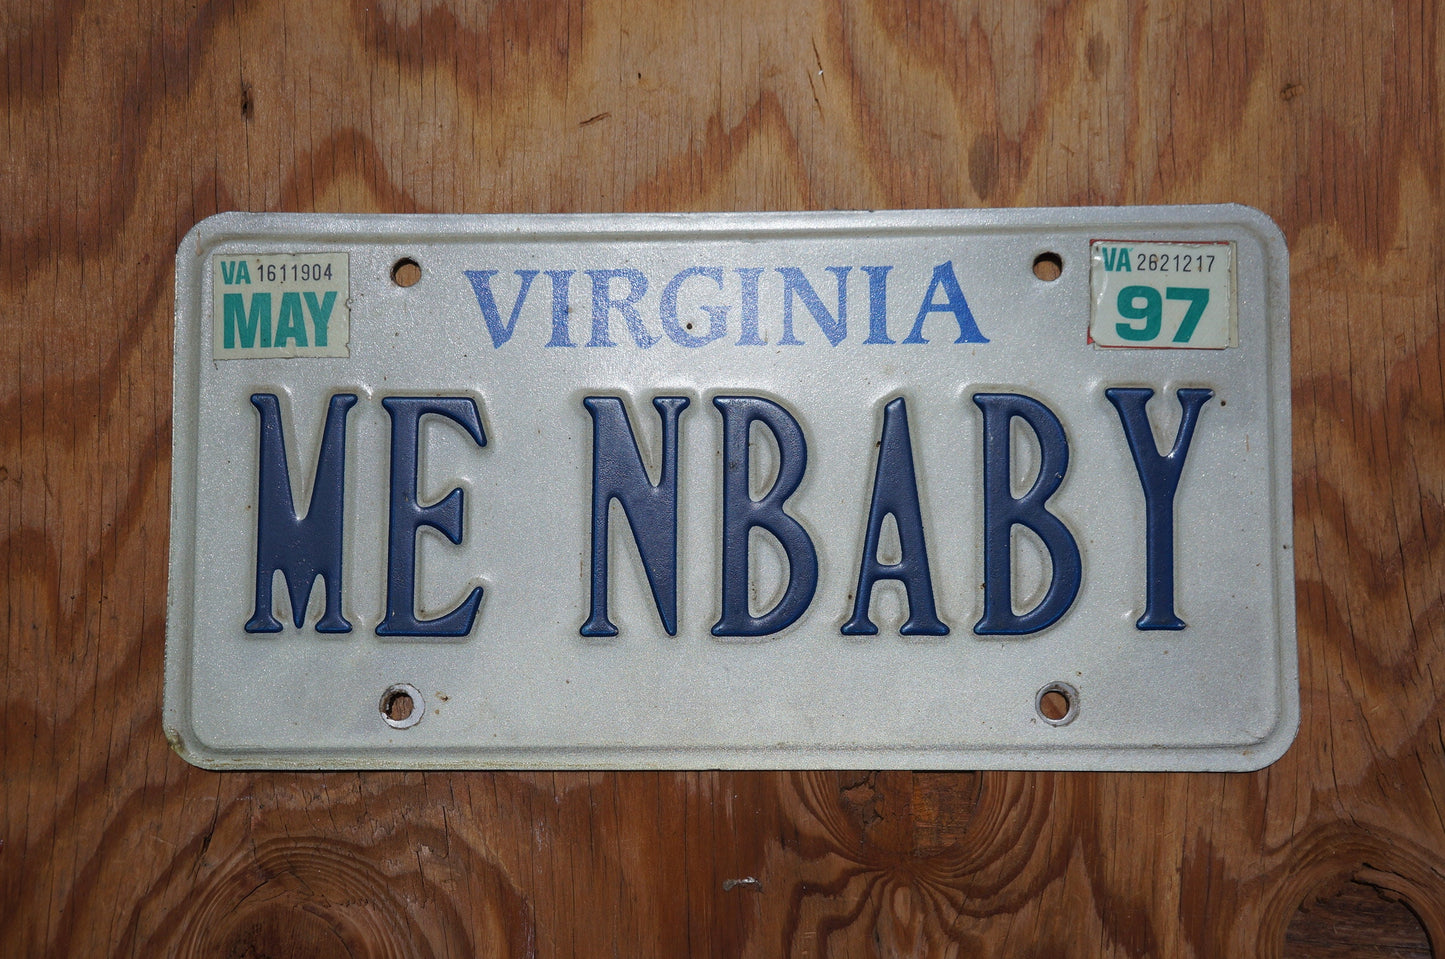 VA 1611904
MAY
VIRGINIA
VA 2621217
97
ME NBABY